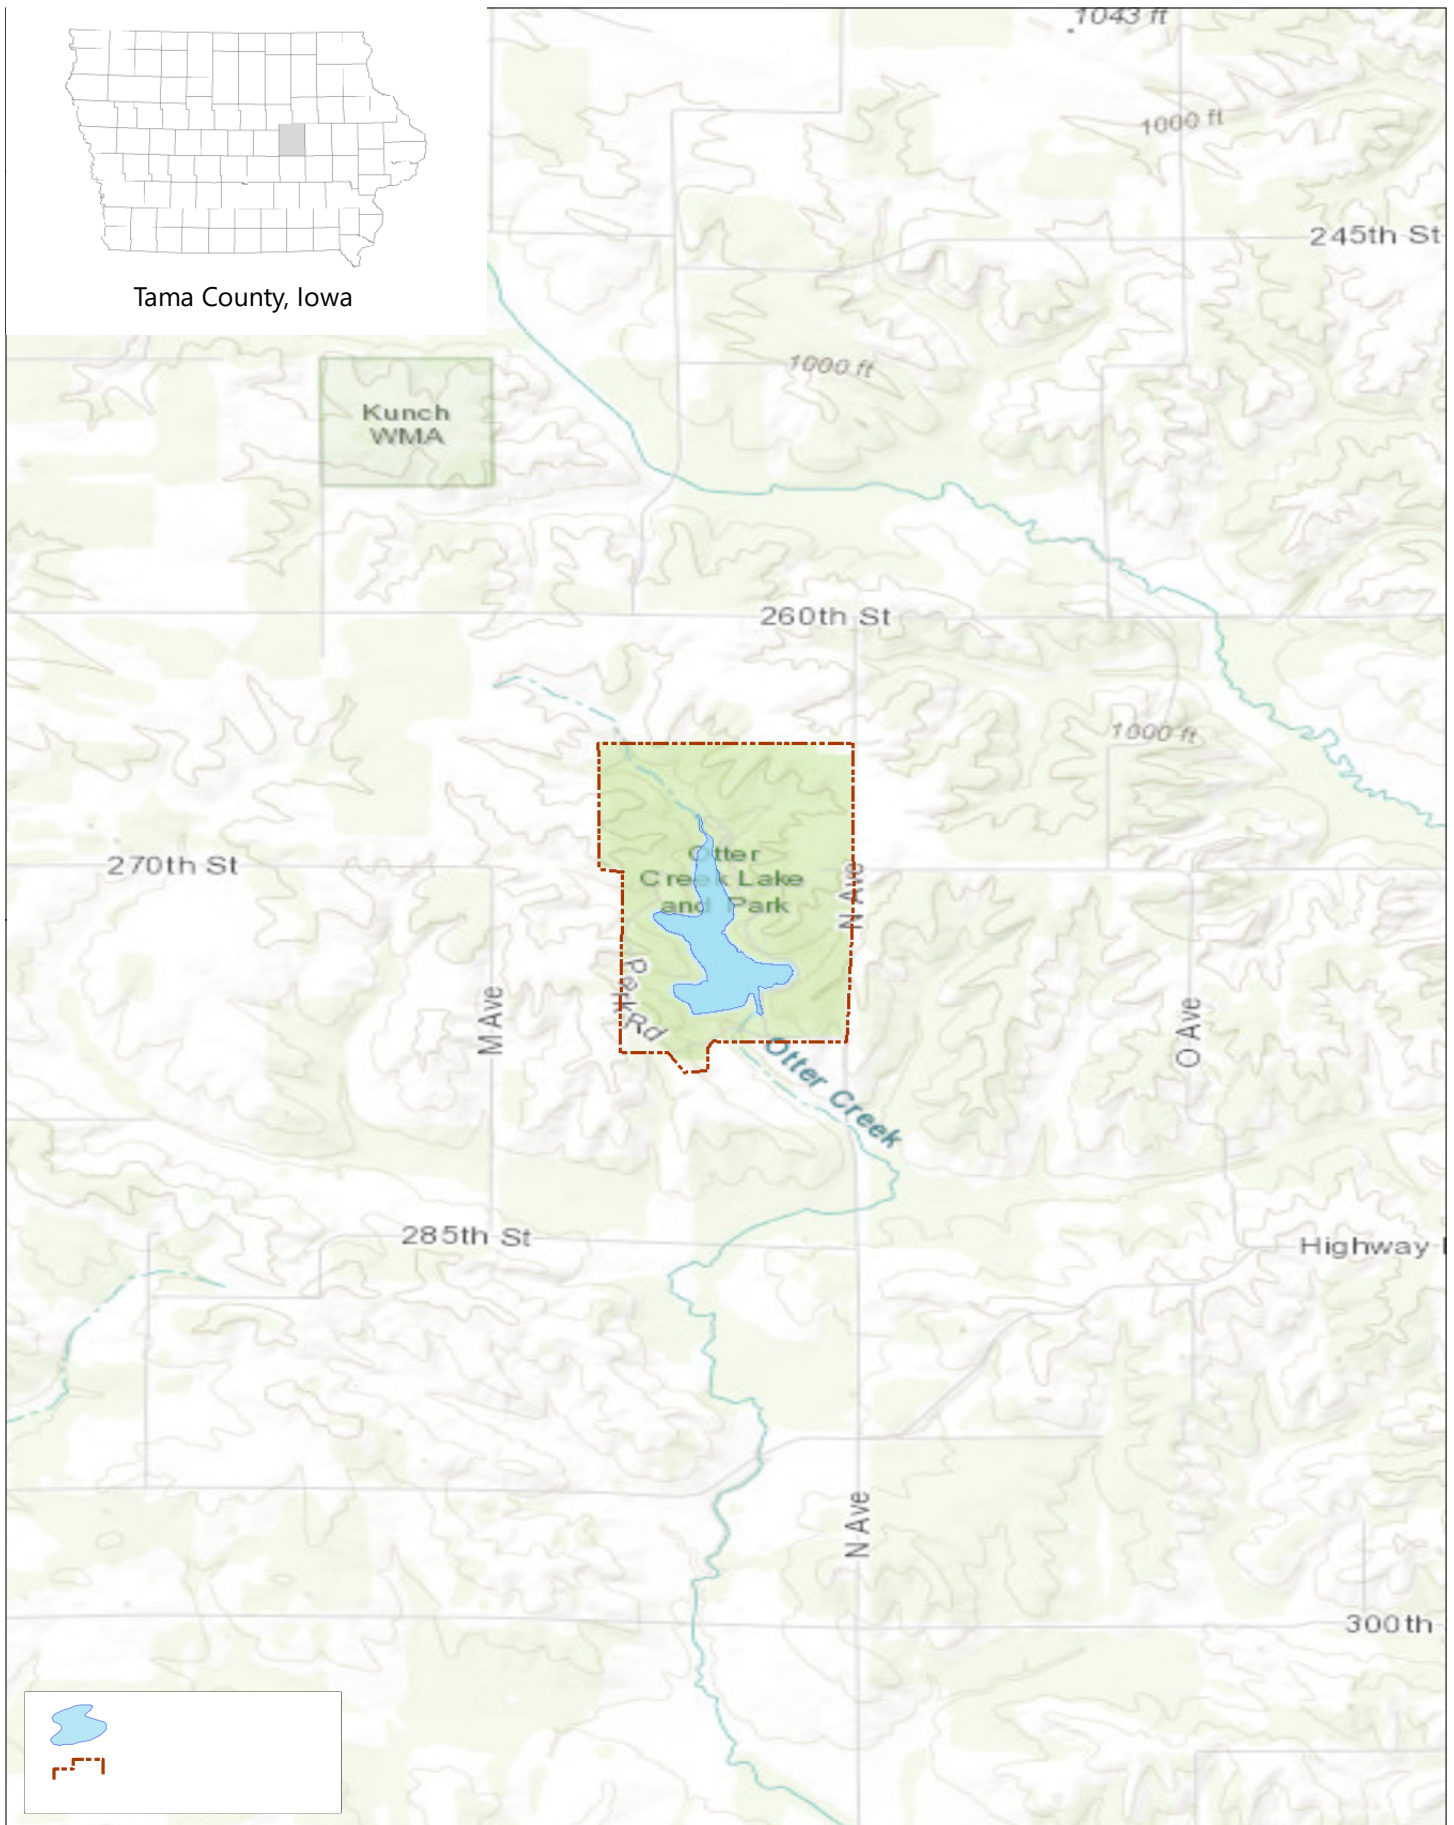 1043 ft
1000 ft
245th St
Tama County, Iowa
1000 ft
Kunch
WMA
260th St
1000 ft
Otter
Creek Lake
and Park
270th St
N Ave
Park Rd
M Ave
O Ave
Otter Creek
285th St
Highway
N Ave
300th